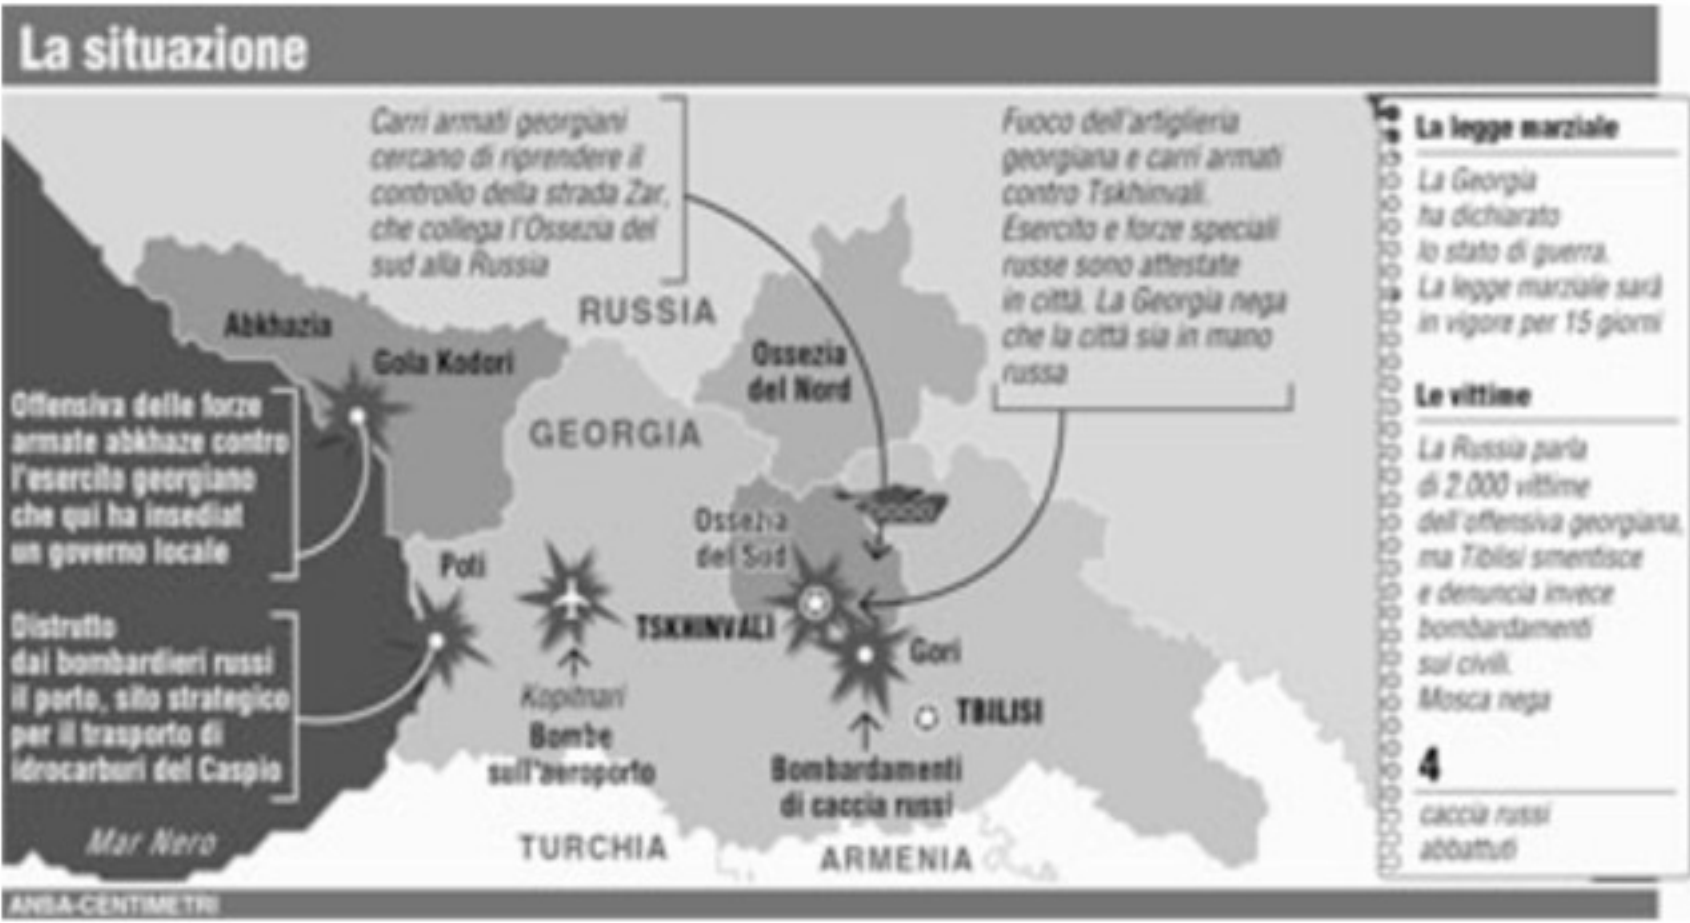 La situazione
Carri armati georgiani
cercano di riprendere il
controllo della strada Zar,
che collega l'Ossezia del
sud alla Russia
Fuoco dell'artiglieria
georgiana e carri armati
contro Tskhinvali.
Esercito e forze speciali
russe sono attestate
in città. La Georgia nega
che la città sia in mano
russa
RUSSIA
Abkhazia
Gola Kodori
Ossezia
del Nord
GEORGIA
Offensiva delle forze
armate abkhaze contro
l'esercito georgiano
che qui ha insediat
un governo locale
Ossezia
del Sud
Poti
Distrutto
dai bombardieri russi
il porto, sito strategico
per il trasporto di
idrocarburi del Caspio
TSKHINVALI
Gori
Kopitnari
Bombe
sull'aeroporto
TBILISI
Bombardamenti
di caccia russi
Mar Nero
TURCHIA
ARMENIA
La legge marziale
La Georgia
ha dichiarato
lo stato di guerra.
La legge marziale sarà
in vigore per 15 giorni
Le vittime
La Russia parla
di 2.000 vittime
dell'offensiva georgiana,
ma Tiblisi smentisce
e denuncia invece
bombardamenti
sui civili.
Mosca nega
4
caccia russi
abbattuti
ANSA-CENTIMETRI